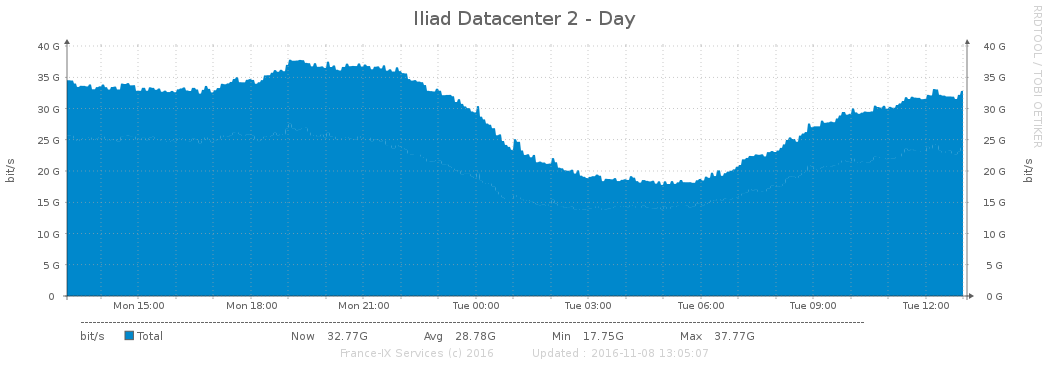 Iliad Datacenter 2 - Day
RRDTOOL / TOBI OETIKER
bit/s
40 G
35 G
30 G
25 G
20 G
15 G
10 G
5 G
0
40 G
35 G
30 G
25 G
20 G
15 G
10 G
5 G
0 G
bit/s
Mon 15:00 Mon 18:00 Mon 21:00 Tue 00:00 Tue 03:00 Tue 06:00 Tue 09:00 Tue 12:00
bit/s Total Now 32.77G Avg 28.78G Min 17.75G Max 37.77G
France-IX Services (c) 2016 Updated : 2016-11-08 13:05:07